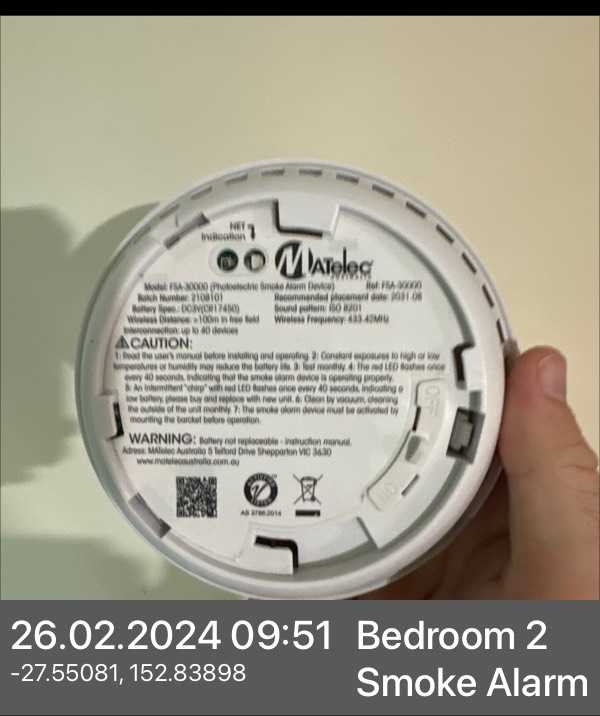 NET
Indication
MATelec
AUSTRALIA
Model: FSA-30000 (Photoelectric Smoke Alarm Device) Ref: FSA-30000
Batch Number: 2108101 Recommended placement date: 2031-08
Battery Spec.: DC3V(CR17450) Sound pattern: ISO 8201
Wireless Distance: >100m in free field Wireless Frequency: 433.42MHz
Interconnection: up to 40 devices
CAUTION:
1: Read the user's manual before installing and operating. 2: Constant exposures to high or low
temperatures or humidity may reduce the battery life. 3: Test monthly. 4: The red LED flashes once
every 40 seconds, indicating that the smoke alarm device is operating properly.
5: An intermittent "chirp" with red LED flashes once every 40 seconds, indicating a
low battery, please buy and replace with new unit. 6: Clean by vacuum, cleaning
the outside of the unit monthly. 7: The smoke alarm device must be activated by
mounting the barcket before operation.
WARNING: Battery not replaceable - instruction manual.
Adress: MATelec Australia 5 Telford Drive Shepparton VIC 3630
www.matelecaustralia.com.au
OFF
ON
AS 3786:2014
26.02.2024 09:51
-27.55081, 152.83898
Bedroom 2
Smoke Alarm